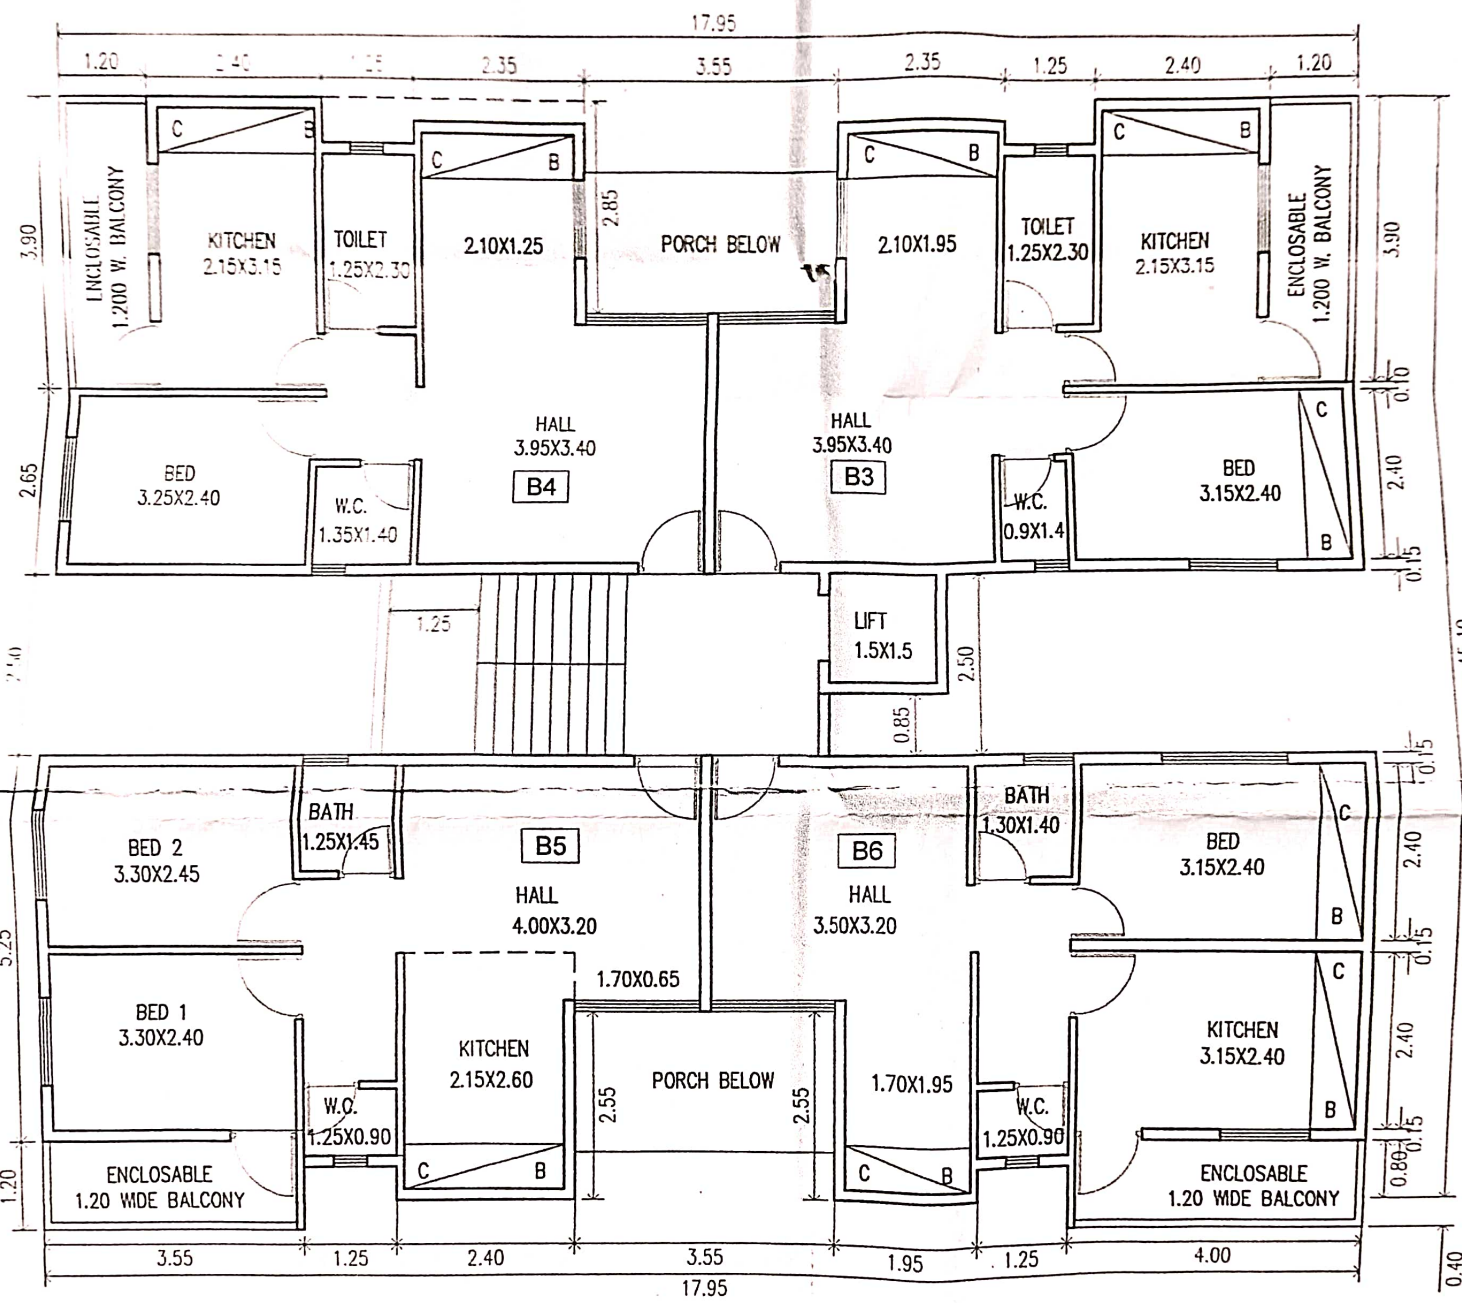 17.95
1.20 2.40 1.25 2.35 3.55 2.35 1.25 2.40 1.20
C B
C B
C B
C B
ENCLOSABLE
1.200 W. BALCONY
KITCHEN
2.15X3.15
TOILET
1.25X2.30
2.10X1.25
2.85
PORCH BELOW
2.10X1.95
TOILET
1.25X2.30
KITCHEN
2.15X3.15
ENCLOSABLE
1.200 W. BALCONY
3.90
3.90
0.10
HALL
3.95X3.40
B4
HALL
3.95X3.40
B3
BED
3.25X2.40
2.65
W.C.
1.35X1.40
W.C.
0.9X1.4
BED
3.15X2.40
C
B
2.40
0.15
1.25
LIFT
1.5X1.5
2.50
0.85
0.15
BATH
1.25X1.45
B5
B6
BATH
1.30X1.40
BED 2
3.30X2.45
HALL
4.00X3.20
HALL
3.50X3.20
BED
3.15X2.40
C
B
2.40
0.15
5.25
1.70X0.65
BED 1
3.30X2.40
KITCHEN
2.15X2.60
PORCH BELOW
2.55
2.55
1.70X1.95
KITCHEN
3.15X2.40
C
B
2.40
0.15
W.C.
1.25X0.90
W.C.
1.25X0.90
C B
C B
ENCLOSABLE
1.20 WIDE BALCONY
1.20
ENCLOSABLE
1.20 WIDE BALCONY
0.80
3.55 1.25 2.40 3.55 1.95 1.25 4.00
0.40
17.95